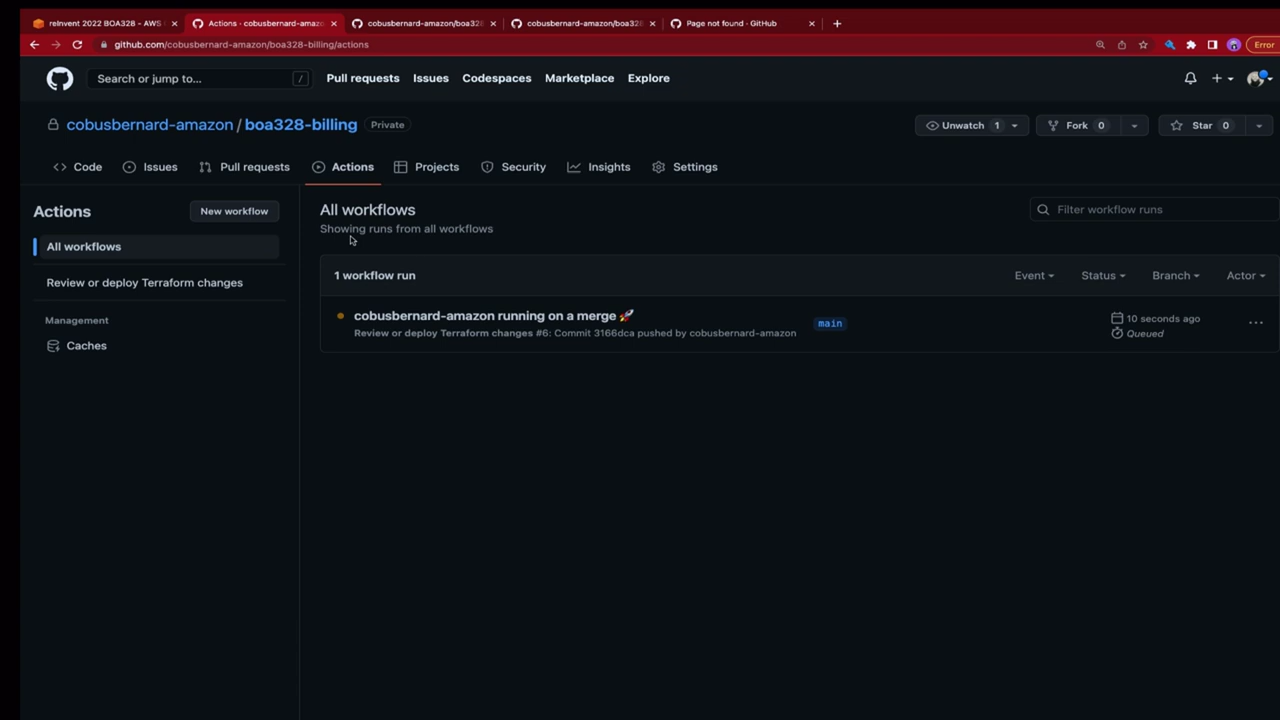 reInvent 2022 BOA328 - AWS
Actions · cobusbernard-amaz
cobusbernard-amazon/boa32
cobusbernard-amazon/boa32
Page not found · GitHub
github.com/cobusbernard-amazon/boa328-billing/actions
Error
Search or jump to...
/
Pull requests
Issues
Codespaces
Marketplace
Explore
cobusbernard-amazon / boa328-billing
Private
Unwatch 1
Fork 0
Star 0
Code
Issues
Pull requests
Actions
Projects
Security
Insights
Settings
Actions
New workflow
All workflows
Review or deploy Terraform changes
Management
Caches
All workflows
Showing runs from all workflows
Filter workflow runs
1 workflow run
Event
Status
Branch
Actor
cobusbernard-amazon running on a merge 🚀
Review or deploy Terraform changes #6: Commit 3166dca pushed by cobusbernard-amazon
main
10 seconds ago
Queued